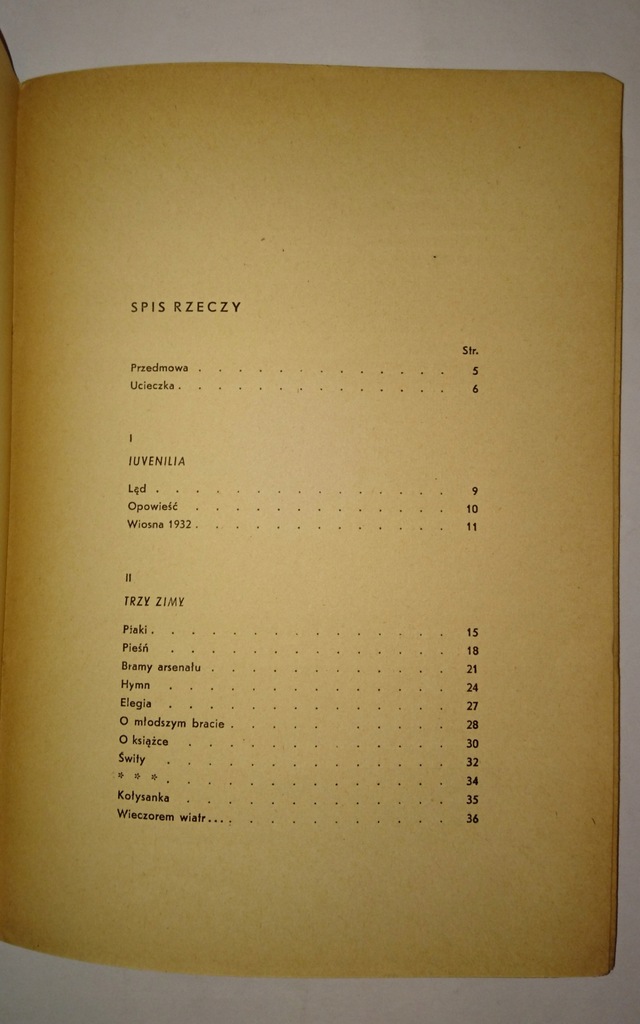 SPIS RZECZY
Str.
Przedmowa . . . . . . . . . . . . 5
Ucieczka . . . . . . . . . . . . 6
I
IUVENILIA
Lęd . . . . . . . . . . . . . 9
Opowieść . . . . . . . . . . . 10
Wiosna 1932 . . . . . . . . . . . 11
II
TRZY ZIMY
Ptaki . . . . . . . . . . . . . 15
Pieśń . . . . . . . . . . . . 18
Bramy arsenału . . . . . . . . . . 21
Hymn . . . . . . . . . . . . 24
Elegia . . . . . . . . . . . . 27
O młodszym bracie . . . . . . . . . 28
O książce . . . . . . . . . . . 30
Świty . . . . . . . . . . . . 32
* * * . . . . . . . . . . . . 34
Kołysanka . . . . . . . . . . . 35
Wieczorem wiatr... . . . . . . . . . . 36